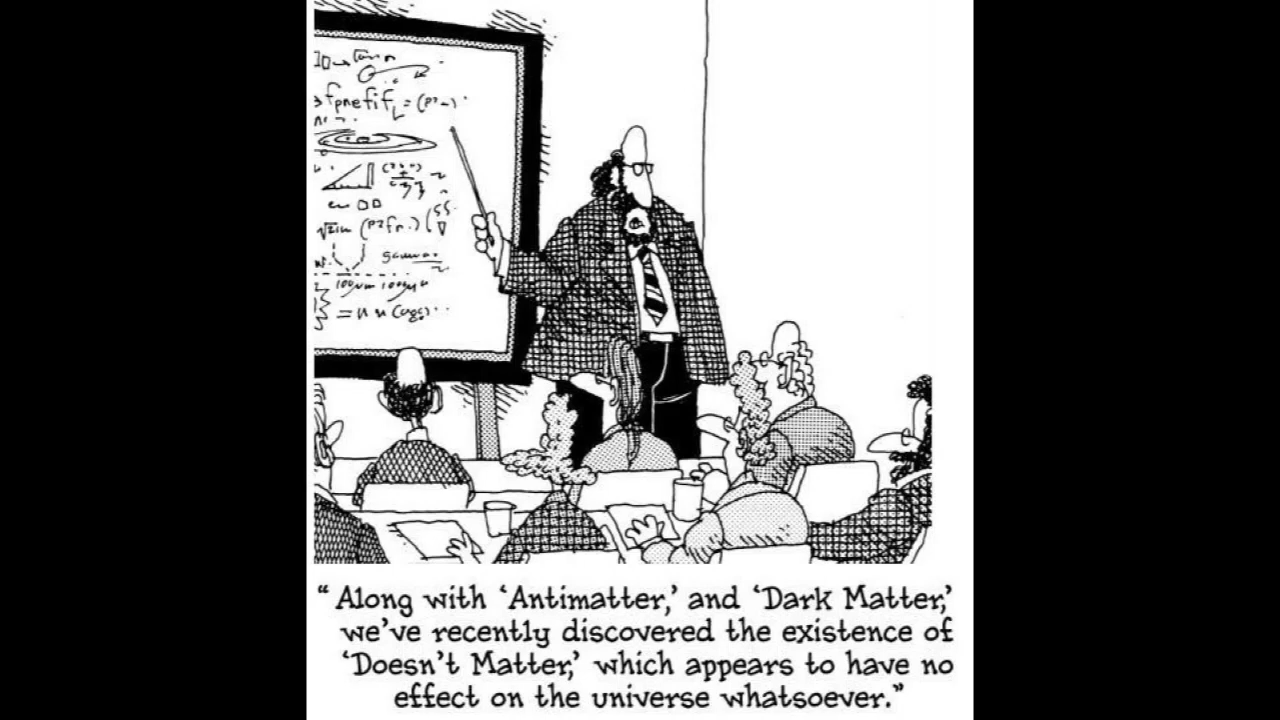 “Along with ‘Antimatter,’ and ‘Dark Matter,’
we’ve recently discovered the existence of
‘Doesn’t Matter,’ which appears to have no
effect on the universe whatsoever.”